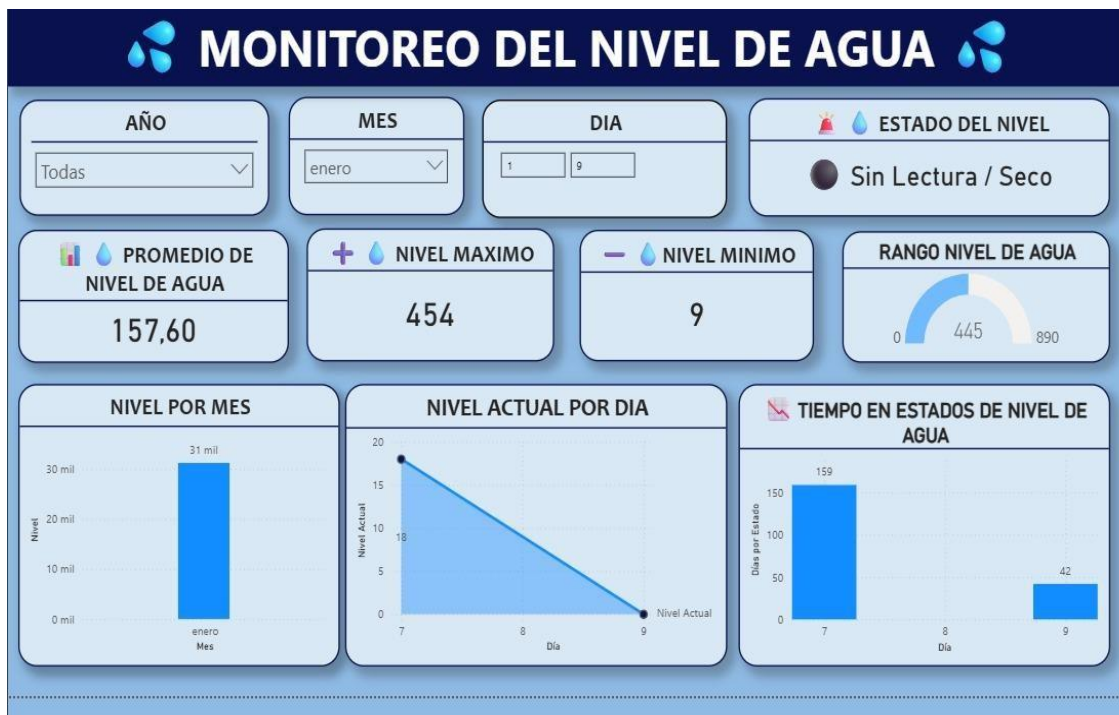 MONITOREO DEL NIVEL DE AGUA
AÑO
Todas
MES
enero
DIA
1
9
ESTADO DEL NIVEL
Sin Lectura / Seco
PROMEDIO DE
NIVEL DE AGUA
157,60
NIVEL MAXIMO
454
NIVEL MINIMO
9
RANGO NIVEL DE AGUA
0
445
890
NIVEL POR MES
31 mil
30 mil
20 mil
10 mil
0 mil
Nivel
enero
Mes
NIVEL ACTUAL POR DIA
20
15
10
5
0
Nivel Actual
18
Nivel Actual
7
8
9
Día
TIEMPO EN ESTADOS DE NIVEL DE
AGUA
159
150
100
50
0
Días por Estado
42
7
8
9
Día